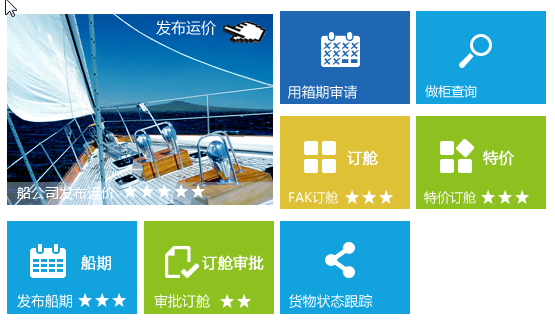 发布运价
船公司发布运价 ★★★★★
用箱期审请
做柜查询
订舱
FAK订舱 ★★★
特价
特价订舱 ★★★
船期
发布船期 ★★★
订舱审批
审批订舱 ★★
货物状态跟踪